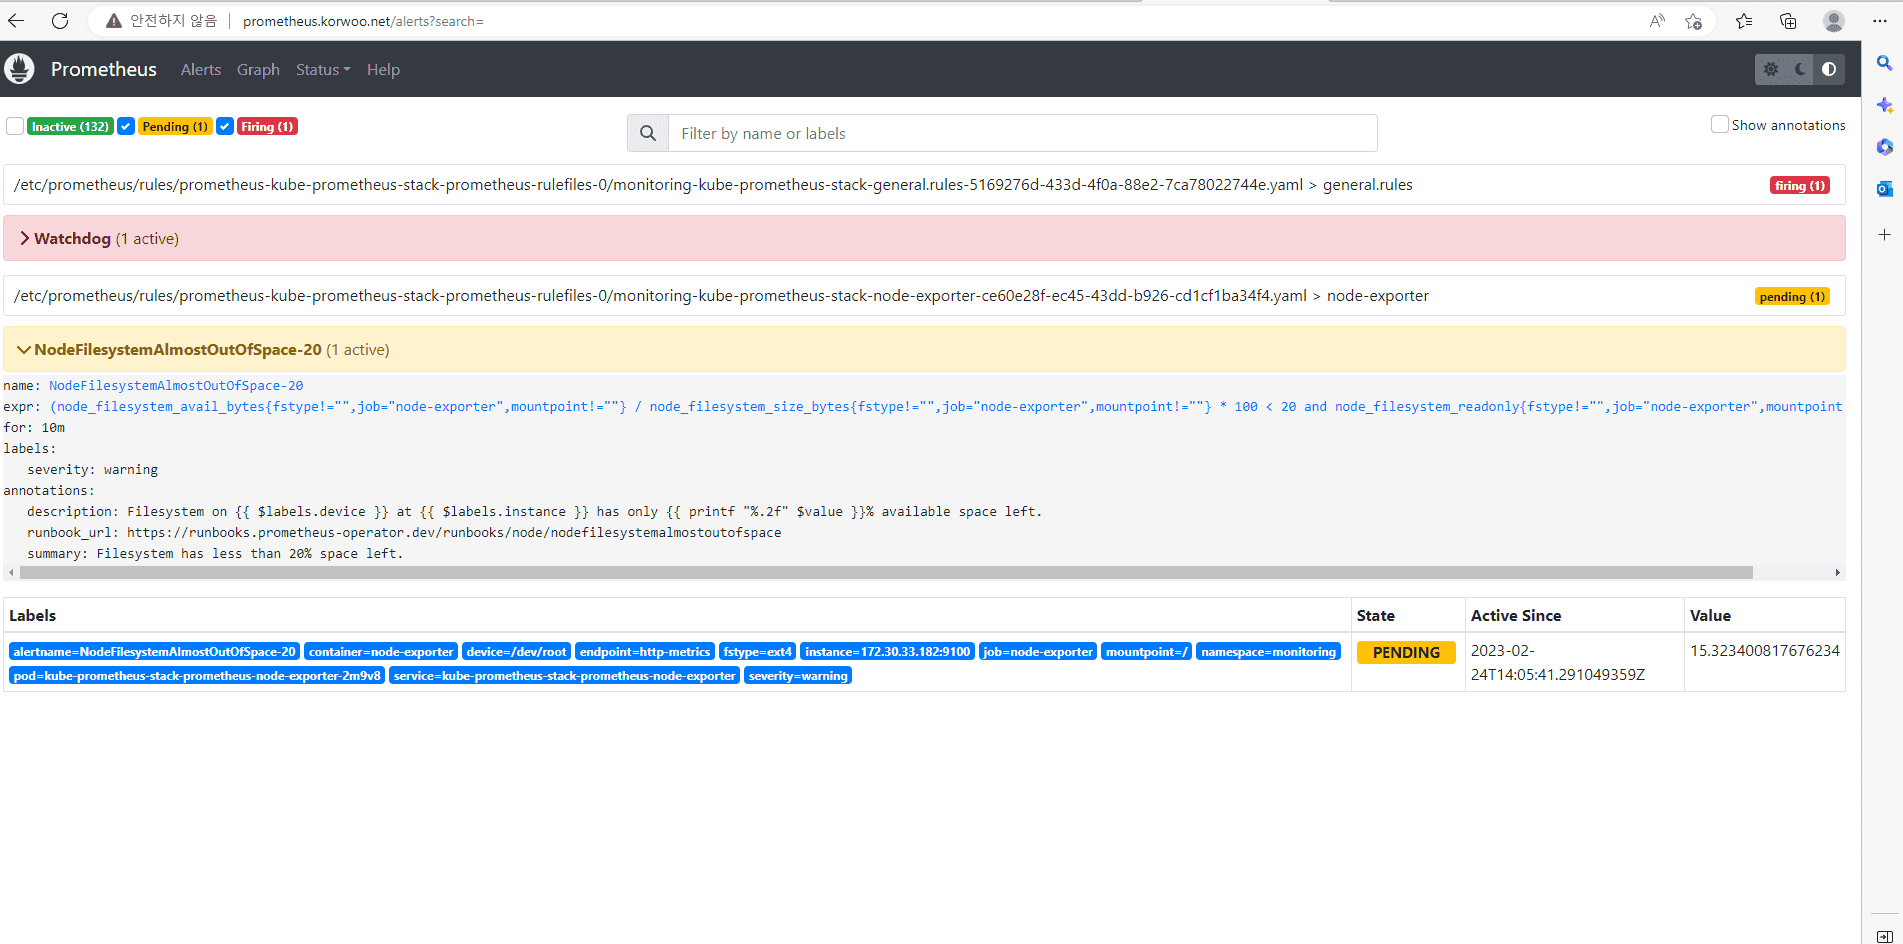 안전하지 않음 prometheus.korwoo.net/alerts?search=
Prometheus Alerts Graph Status Help
Inactive (132) Pending (1) Firing (1) Filter by name or labels Show annotations
/etc/prometheus/rules/prometheus-kube-prometheus-stack-prometheus-rulefiles-0/monitoring-kube-prometheus-stack-general.rules-5169276d-433d-4f0a-88e2-7ca78022744e.yaml > general.rules firing (1)
Watchdog (1 active)
/etc/prometheus/rules/prometheus-kube-prometheus-stack-prometheus-rulefiles-0/monitoring-kube-prometheus-stack-node-exporter-ce60e28f-ec45-43dd-b926-cd1cf1ba34f4.yaml > node-exporter pending (1)
NodeFilesystemAlmostOutOfSpace-20 (1 active)
name: NodeFilesystemAlmostOutOfSpace-20
expr: (node_filesystem_avail_bytes{fstype!="",job="node-exporter",mountpoint!=""} / node_filesystem_size_bytes{fstype!="",job="node-exporter",mountpoint!=""} * 100 < 20 and node_filesystem_readonly{fstype!="",job="node-exporter",mountpoint
for: 10m
labels:
severity: warning
annotations:
description: Filesystem on {{ $labels.device }} at {{ $labels.instance }} has only {{ printf "%.2f" $value }}% available space left.
runbook_url: https://runbooks.prometheus-operator.dev/runbooks/node/nodefilesystemalmostoutofspace
summary: Filesystem has less than 20% space left.
Labels State Active Since Value
alertname=NodeFilesystemAlmostOutOfSpace-20 container=node-exporter device=/dev/root endpoint=http-metrics fstype=ext4 instance=172.30.33.182:9100 job=node-exporter mountpoint=/ namespace=monitoring PENDING 2023-02- 15.323400817676234
pod=kube-prometheus-stack-prometheus-node-exporter-2m9v8 service=kube-prometheus-stack-prometheus-node-exporter severity=warning 24T14:05:41.291049359Z